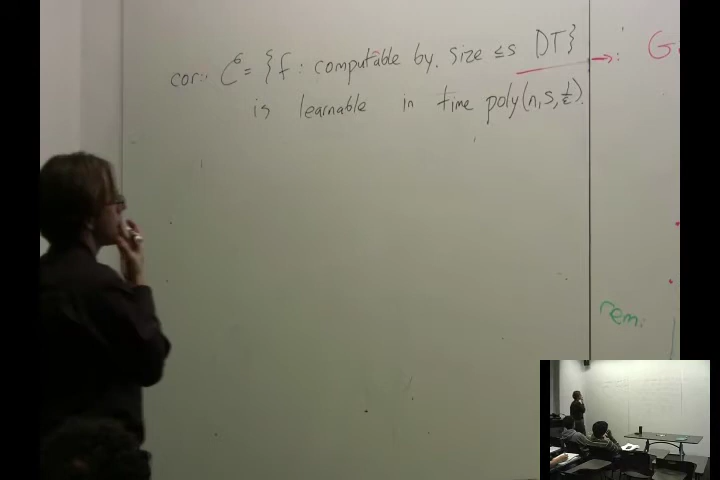 cor: C = {f : computable by size ≤ s DT} → : G
is learnable in time poly(n, s, 1/ε).
rem: